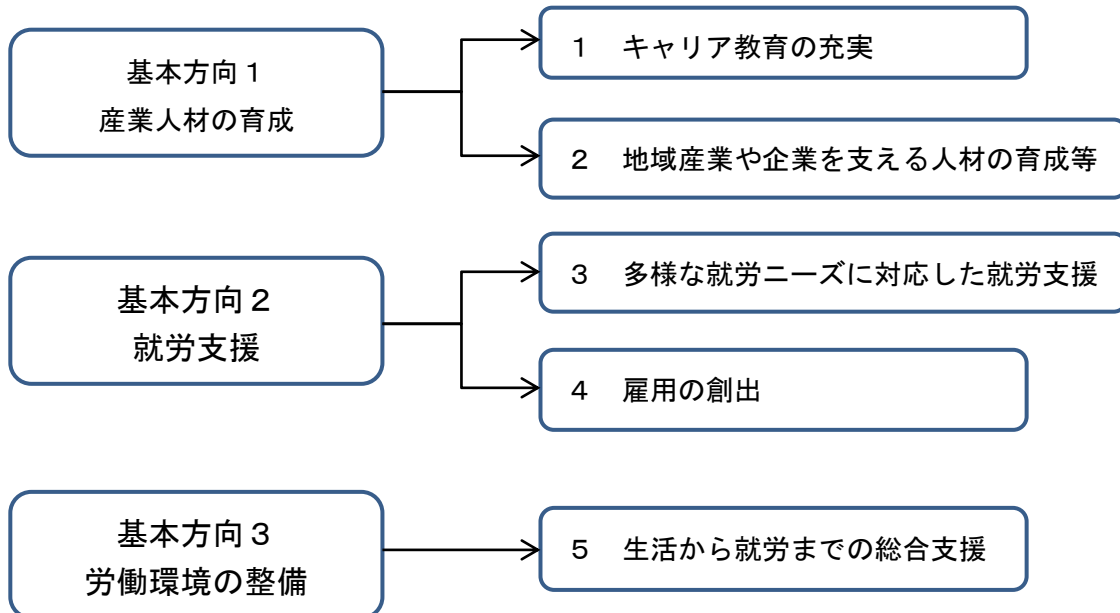 基本方向１
産業人材の育成
１　キャリア教育の充実
２　地域産業や企業を支える人材の育成等
基本方向２
就労支援
３　多様な就労ニーズに対応した就労支援
４　雇用の創出
基本方向３
労働環境の整備
５　生活から就労までの総合支援